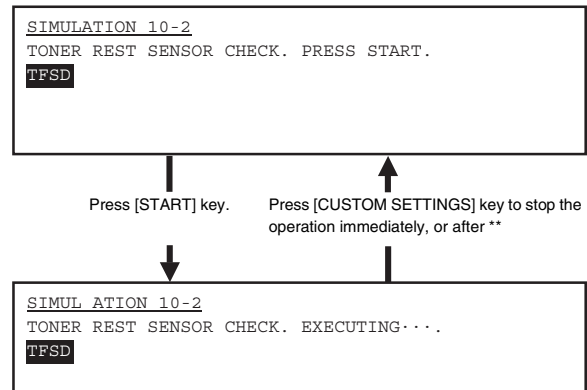 SIMULATION 10-2
TONER REST SENSOR CHECK. PRESS START.
TFSD
Press [START] key.
Press [CUSTOM SETTINGS] key to stop the
operation immediately, or after **
SIMUL ATION 10-2
TONER REST SENSOR CHECK. EXECUTING···.
TFSD